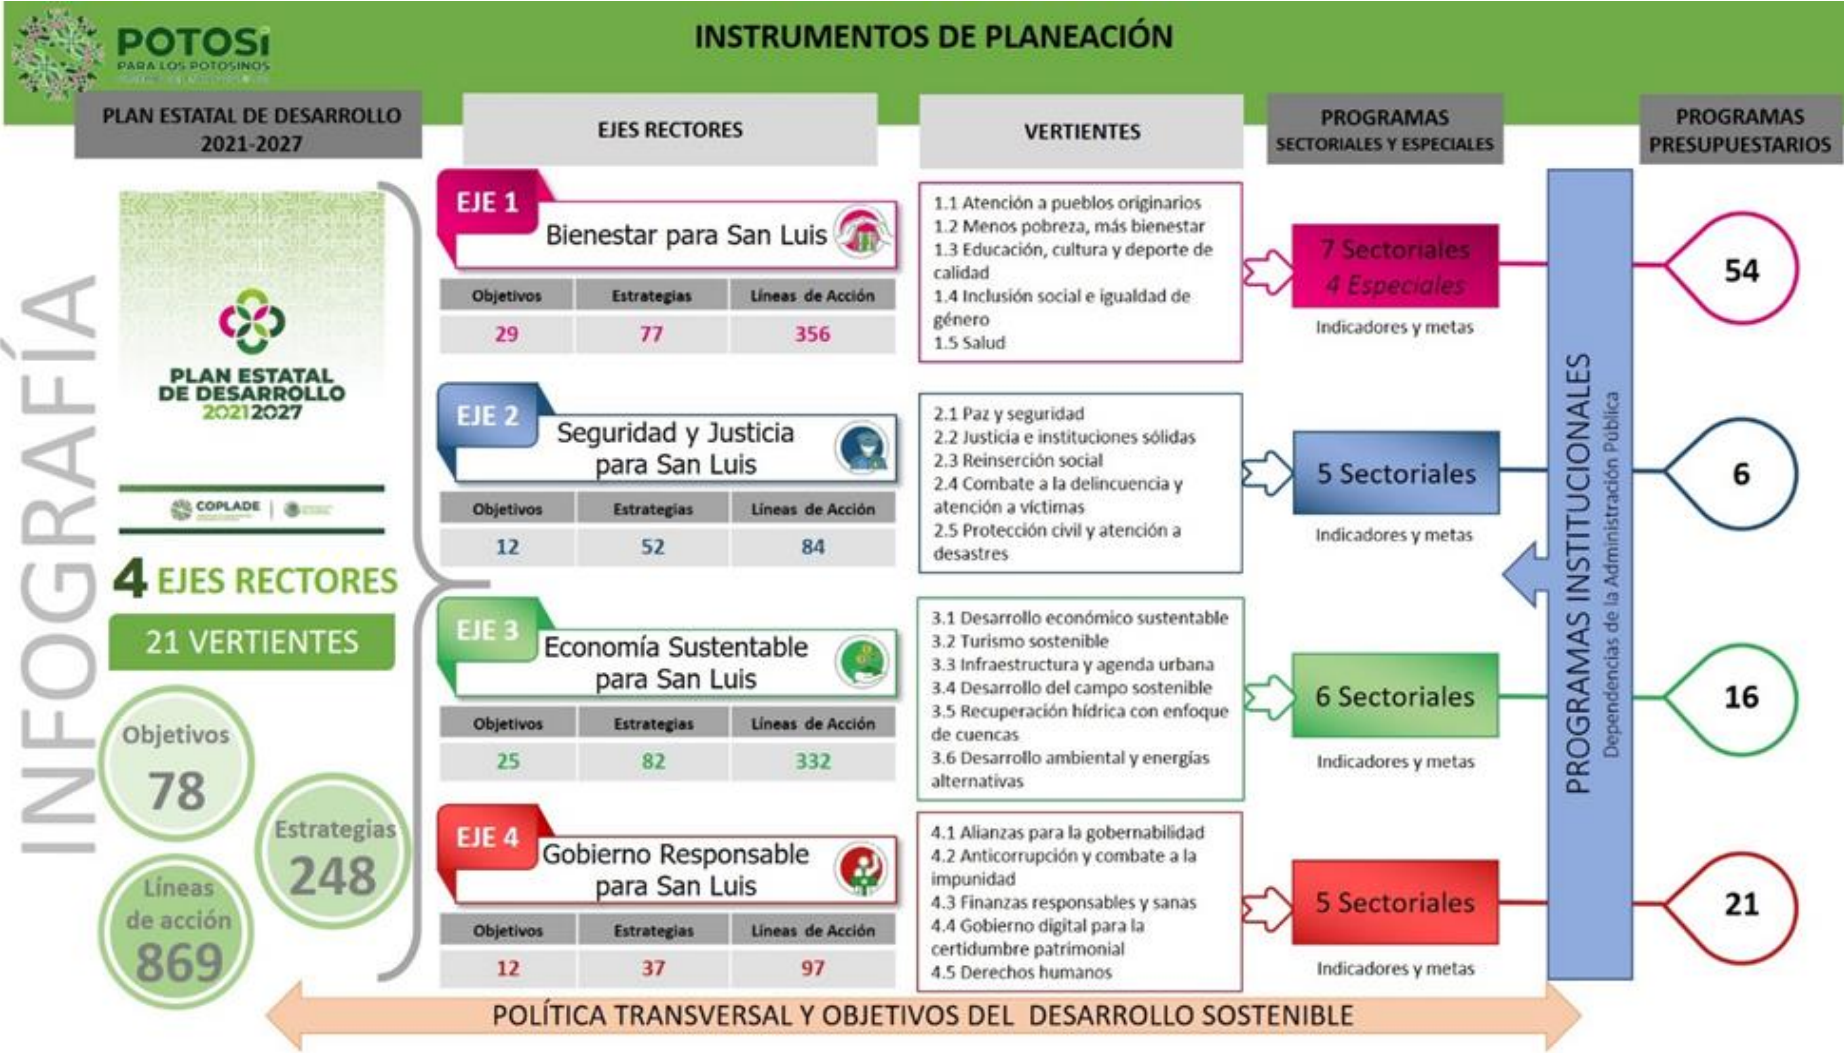 POTOSÍ
PARA LOS POTOSINOS
INSTRUMENTOS DE PLANEACIÓN
PLAN ESTATAL DE DESARROLLO
2021-2027
EJES RECTORES
VERTIENTES
PROGRAMAS
SECTORIALES Y ESPECIALES
PROGRAMAS
PRESUPUESTARIOS
INFOGRAFÍA
PLAN ESTATAL
DE DESARROLLO
20212027
COPLADE
4 EJES RECTORES
21 VERTIENTES
Objetivos
78
Estrategias
248
Líneas
de acción
869
EJE 1
Bienestar para San Luis
Objetivos Estrategias Líneas de Acción
29 77 356
1.1 Atención a pueblos originarios
1.2 Menos pobreza, más bienestar
1.3 Educación, cultura y deporte de
calidad
1.4 Inclusión social e igualdad de
género
1.5 Salud
7 Sectoriales
4 Especiales
Indicadores y metas
54
EJE 2
Seguridad y Justicia
para San Luis
Objetivos Estrategias Líneas de Acción
12 52 84
2.1 Paz y seguridad
2.2 Justicia e instituciones sólidas
2.3 Reinserción social
2.4 Combate a la delincuencia y
atención a víctimas
2.5 Protección civil y atención a
desastres
5 Sectoriales
Indicadores y metas
6
EJE 3
Economía Sustentable
para San Luis
Objetivos Estrategias Líneas de Acción
25 82 332
3.1 Desarrollo económico sustentable
3.2 Turismo sostenible
3.3 Infraestructura y agenda urbana
3.4 Desarrollo del campo sostenible
3.5 Recuperación hídrica con enfoque
de cuencas
3.6 Desarrollo ambiental y energías
alternativas
6 Sectoriales
Indicadores y metas
16
EJE 4
Gobierno Responsable
para San Luis
Objetivos Estrategias Líneas de Acción
12 37 97
4.1 Alianzas para la gobernabilidad
4.2 Anticorrupción y combate a la
impunidad
4.3 Finanzas responsables y sanas
4.4 Gobierno digital para la
certidumbre patrimonial
4.5 Derechos humanos
5 Sectoriales
Indicadores y metas
21
PROGRAMAS INSTITUCIONALES
Dependencias de la Administración Pública
POLÍTICA TRANSVERSAL Y OBJETIVOS DEL DESARROLLO SOSTENIBLE